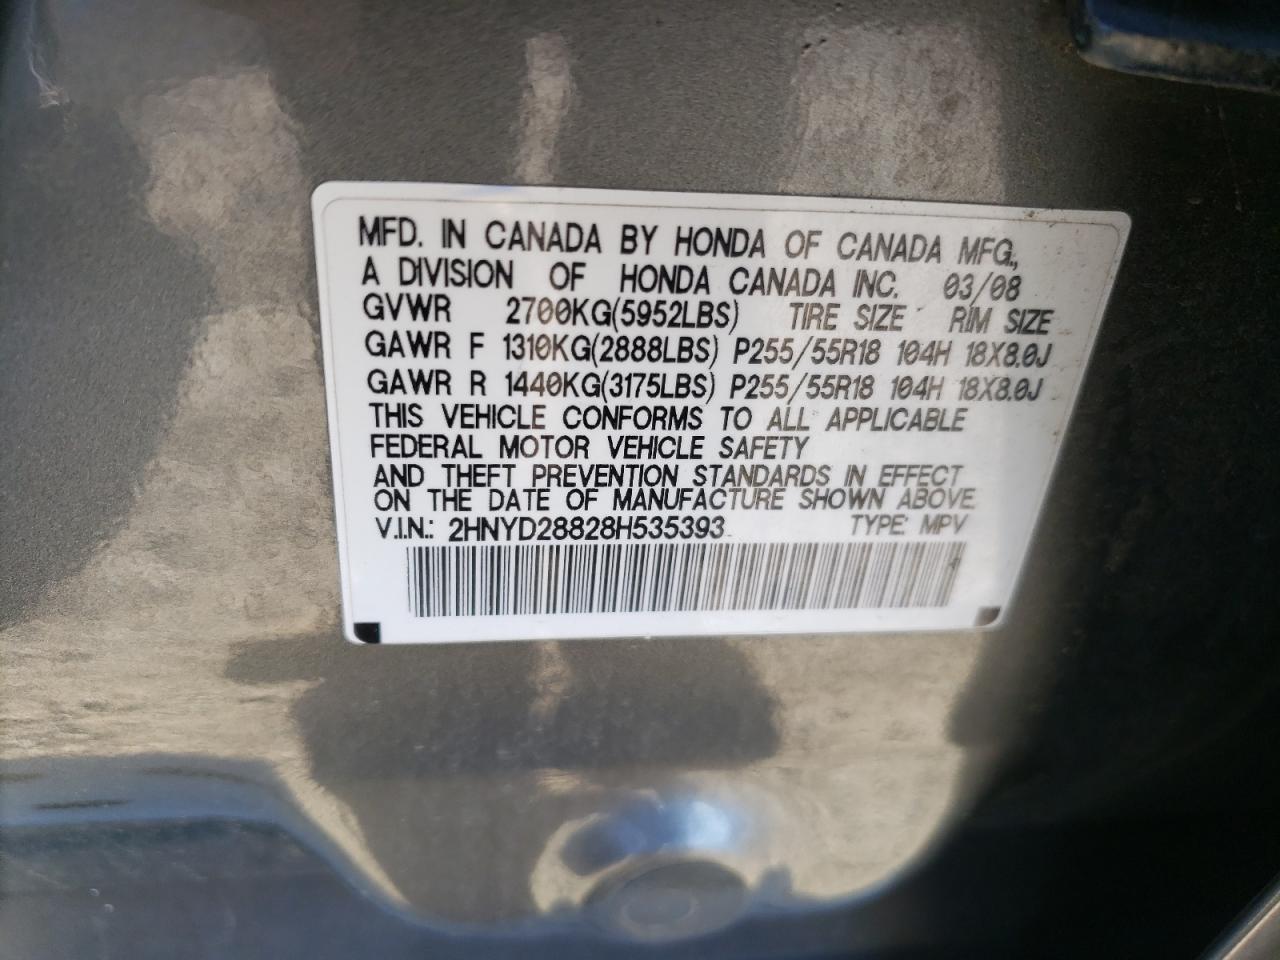 MFD. IN CANADA BY HONDA OF CANADA MFG.,
A DIVISION OF HONDA CANADA INC. 03/08
GVWR 2700KG(5952LBS) TIRE SIZE RIM SIZE
GAWR F 1310KG(2888LBS) P255/55R18 104H 18X8.0J
GAWR R 1440KG(3175LBS) P255/55R18 104H 18X8.0J
THIS VEHICLE CONFORMS TO ALL APPLICABLE
FEDERAL MOTOR VEHICLE SAFETY
AND THEFT PREVENTION STANDARDS IN EFFECT
ON THE DATE OF MANUFACTURE SHOWN ABOVE
V.I.N.: 2HNYD28828H535393 TYPE: MPV